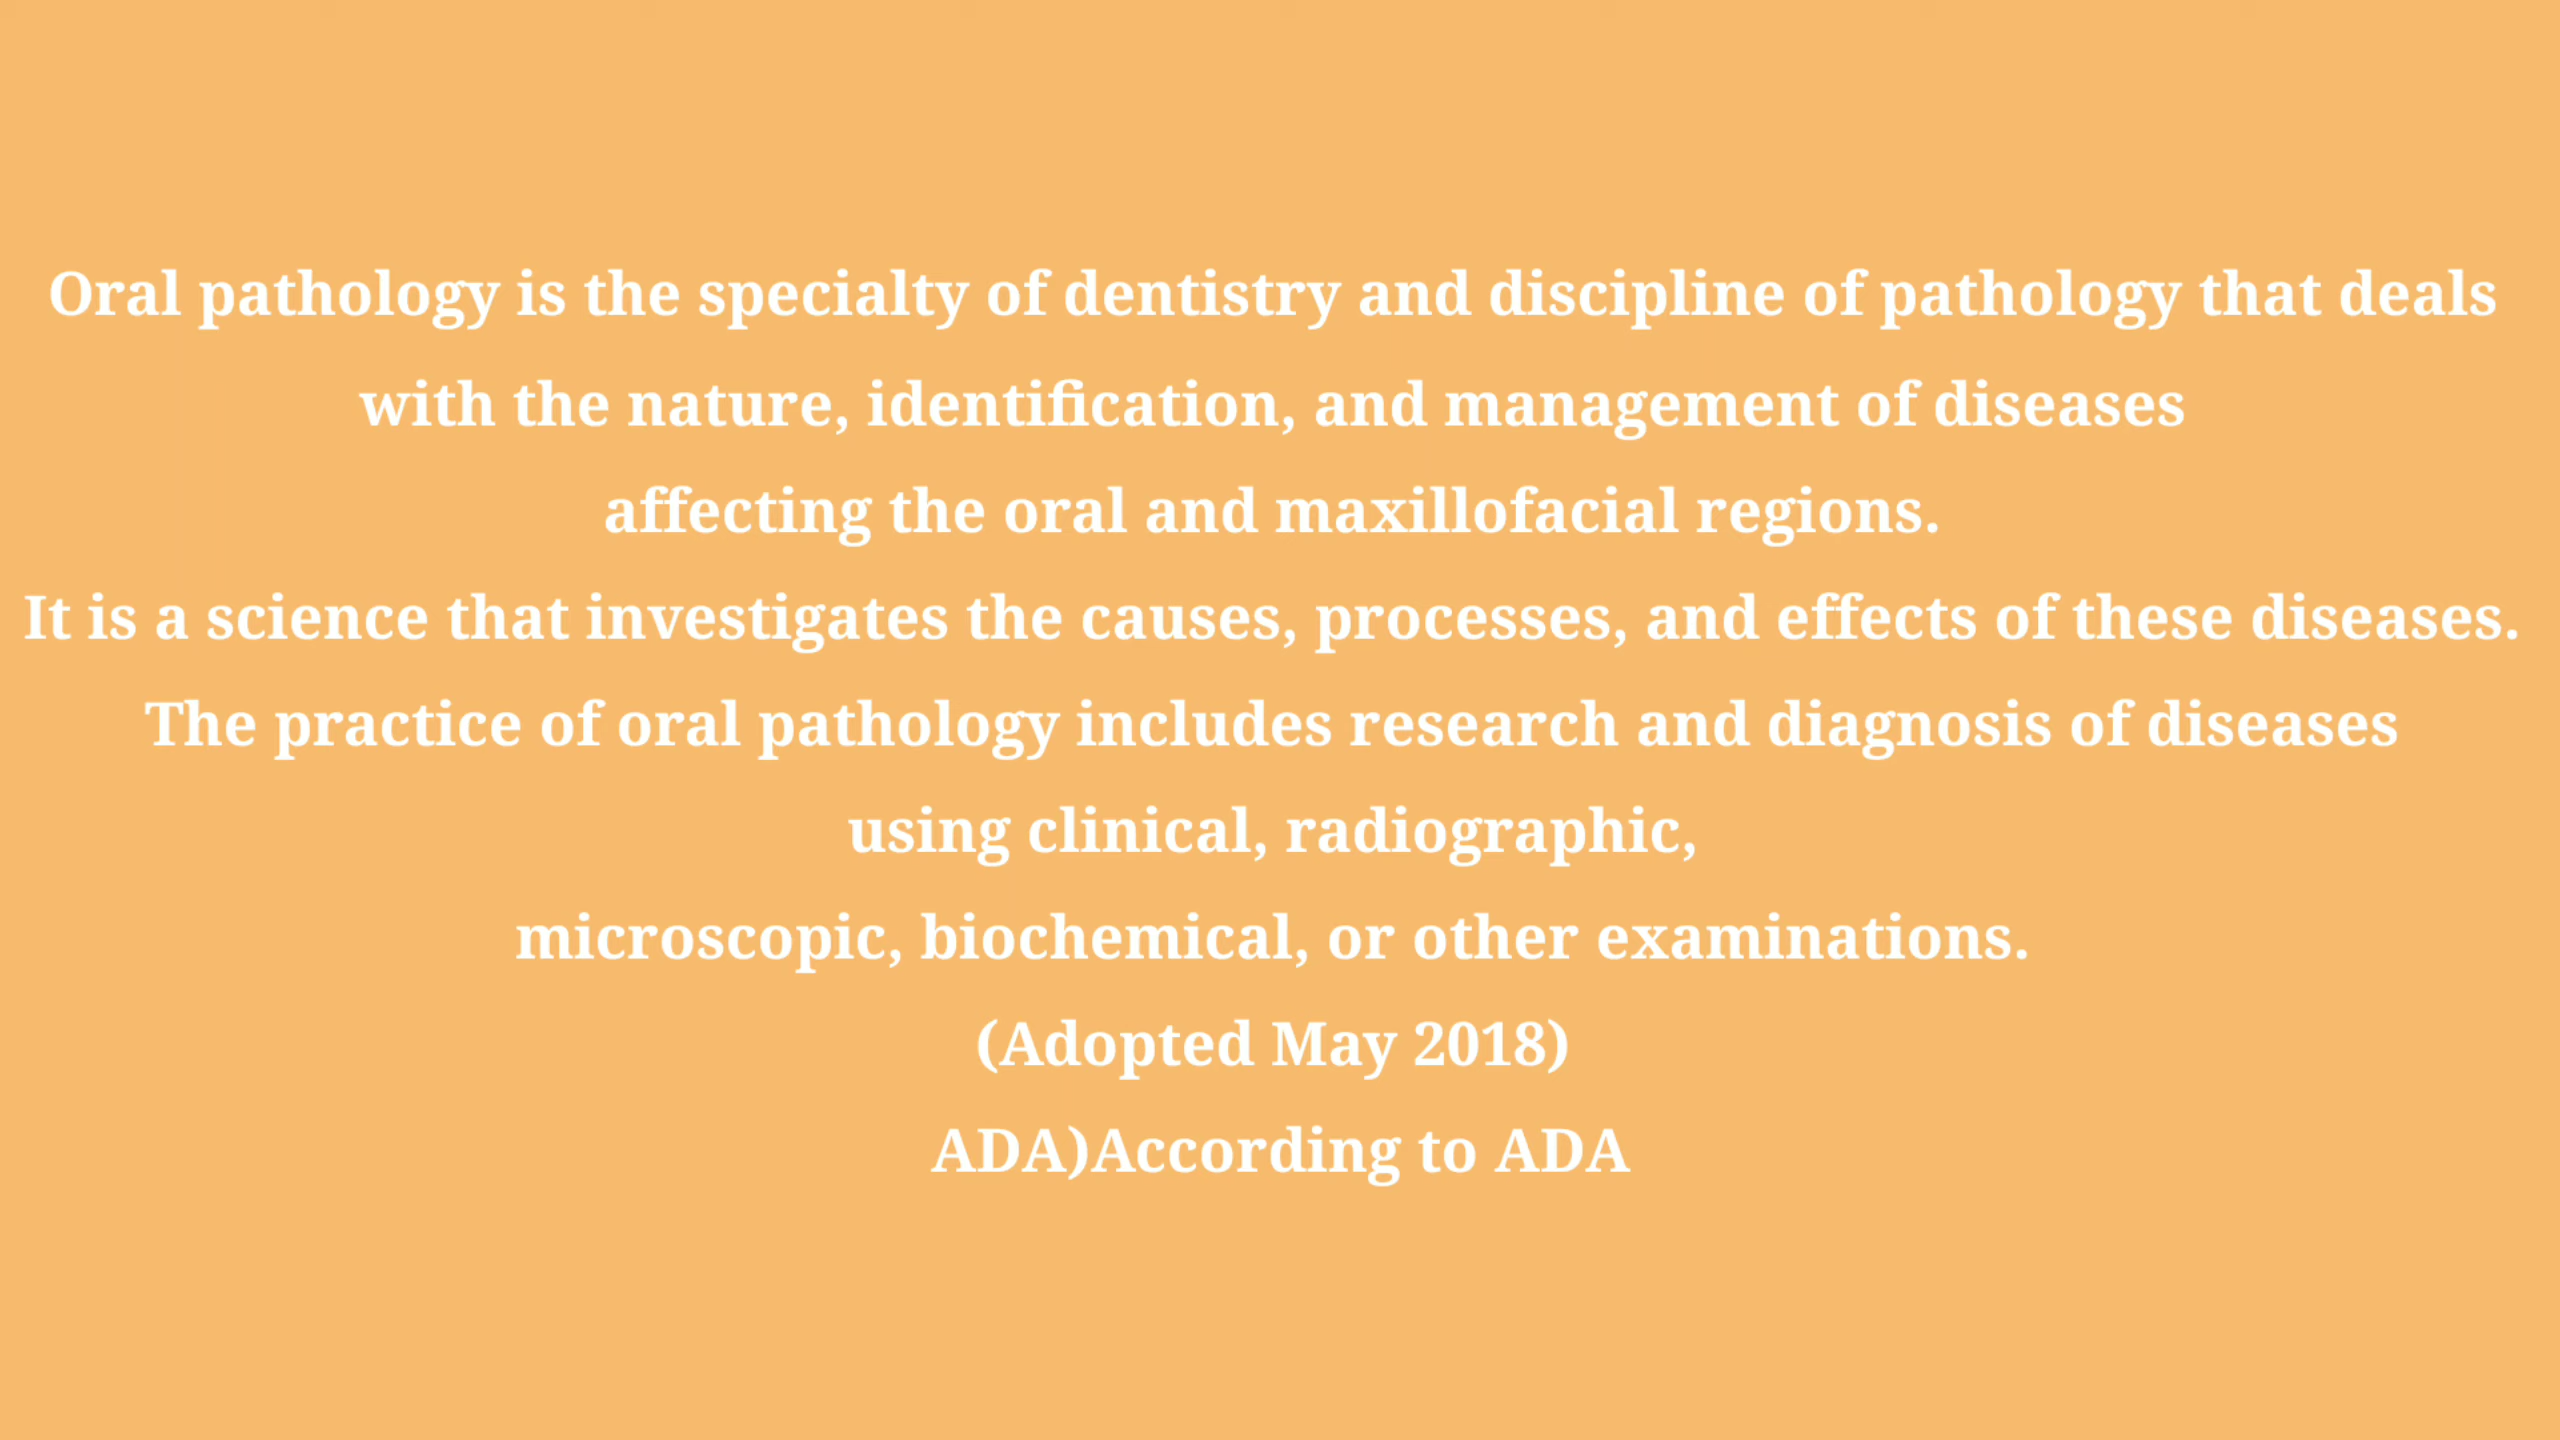 Oral pathology is the specialty of dentistry and discipline of pathology that deals
with the nature, identification, and management of diseases
affecting the oral and maxillofacial regions.
It is a science that investigates the causes, processes, and effects of these diseases.
The practice of oral pathology includes research and diagnosis of diseases
using clinical, radiographic,
microscopic, biochemical, or other examinations.
(Adopted May 2018)
ADA)According to ADA